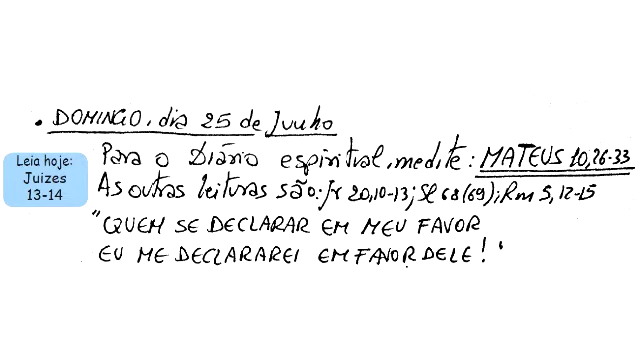 • DOMINGO, dia 25 de Junho
Leia hoje:
Juizes
13-14
Para o Diário espiritual, medite: MATEUS 10,26-33
As outras leituras são: Jr 20,10-13; Sl 68(69); Rm 5,12-15
"QUEM SE DECLARAR EM MEU FAVOR
EU ME DECLARAREI EM FAVOR DELE!"